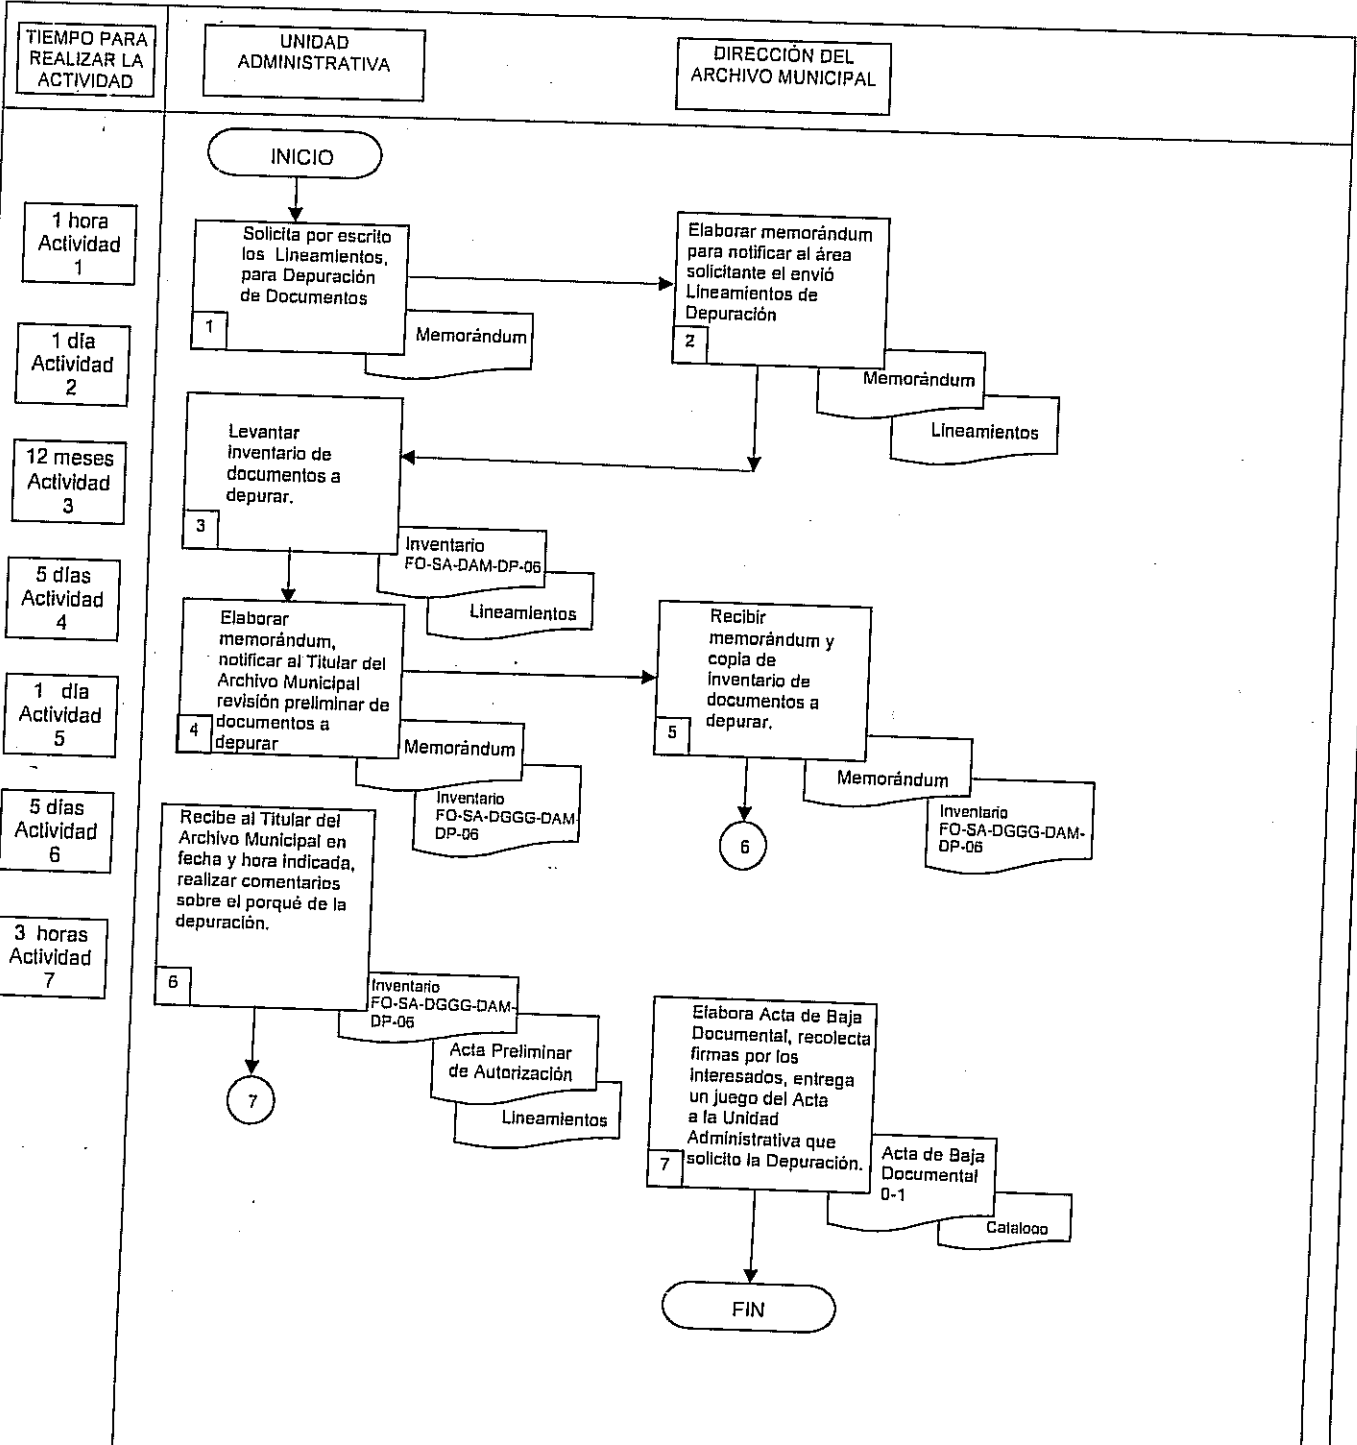 TIEMPO PARA
REALIZAR LA
ACTIVIDAD
UNIDAD
ADMINISTRATIVA
DIRECCIÓN DEL
ARCHIVO MUNICIPAL
INICIO
1 hora
Actividad
1
Solicita por escrito
los Lineamientos,
para Depuración
de Documentos
1
Memorándum
Elaborar memorándum
para notificar al área
solicitante el envió
Lineamientos de
Depuración
2
Memorándum
Lineamientos
1 día
Actividad
2
12 meses
Actividad
3
Levantar
inventario de
documentos a
depurar.
3
Inventario
FO-SA-DAM-DP-06
Lineamientos
5 días
Actividad
4
Elaborar
memorándum,
notificar al Titular del
Archivo Municipal
revisión preliminar de
documentos a
depurar
4
Memorándum
Inventario
FO-SA-DGGG-DAM-
DP-06
Recibir
memorándum y
copia de
inventario de
documentos a
depurar.
5
Memorándum
Inventario
FO-SA-DGGG-DAM-
DP-06
6
1 día
Actividad
5
5 días
Actividad
6
Recibe al Titular del
Archivo Municipal en
fecha y hora indicada,
realizar comentarios
sobre el porqué de la
depuración.
6
Inventario
FO-SA-DGGG-DAM-
DP-06
Acta Preliminar
de Autorización
Lineamientos
7
3 horas
Actividad
7
Elabora Acta de Baja
Documental, recolecta
firmas por los
interesados, entrega
un juego del Acta
a la Unidad
Administrativa que
solicito la Depuración.
7
Acta de Baja
Documental
0-1
Catalogo
FIN